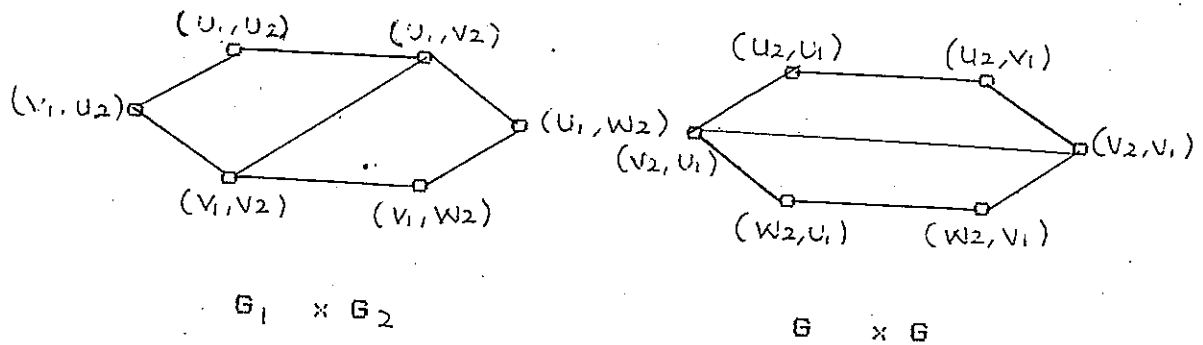 (U1, U2) (U1, V2)
(V1, U2) (U1, W2)
(V1, V2) (V1, W2)
G1 x G2
(U2, U1) (U2, V1)
(V2, U1) (V2, V1)
(W2, U1) (W2, V1)
G x G